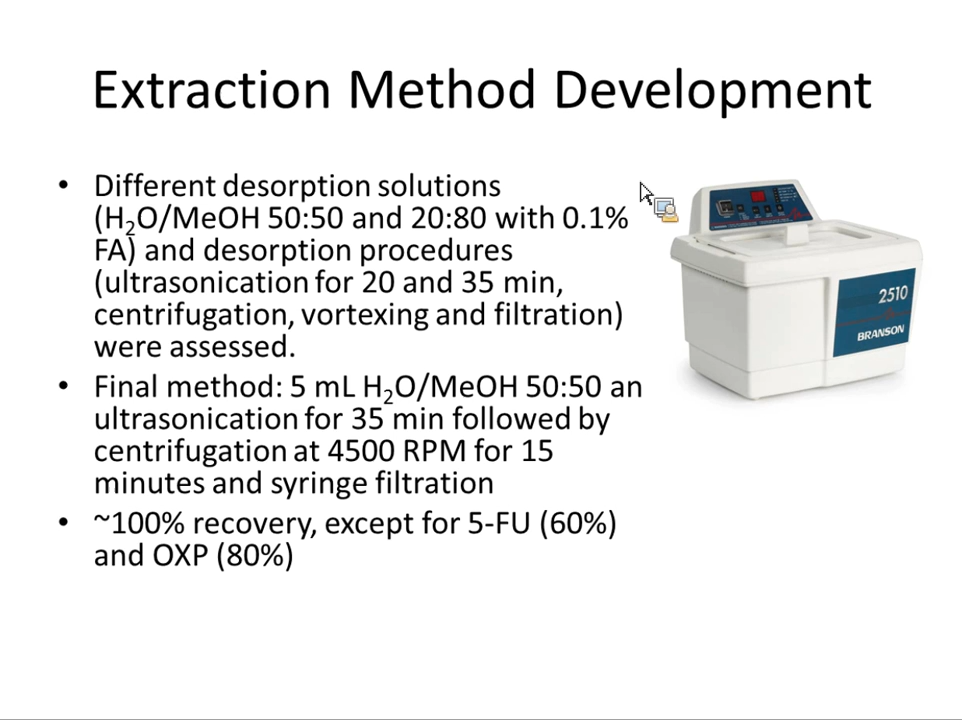 Extraction Method Development
• Different desorption solutions
(H₂O/MeOH 50:50 and 20:80 with 0.1%
FA) and desorption procedures
(ultrasonication for 20 and 35 min,
centrifugation, vortexing and filtration)
were assessed.
• Final method: 5 mL H₂O/MeOH 50:50 an
ultrasonication for 35 min followed by
centrifugation at 4500 RPM for 15
minutes and syringe filtration
• ~100% recovery, except for 5-FU (60%)
and OXP (80%)
2510
BRANSON